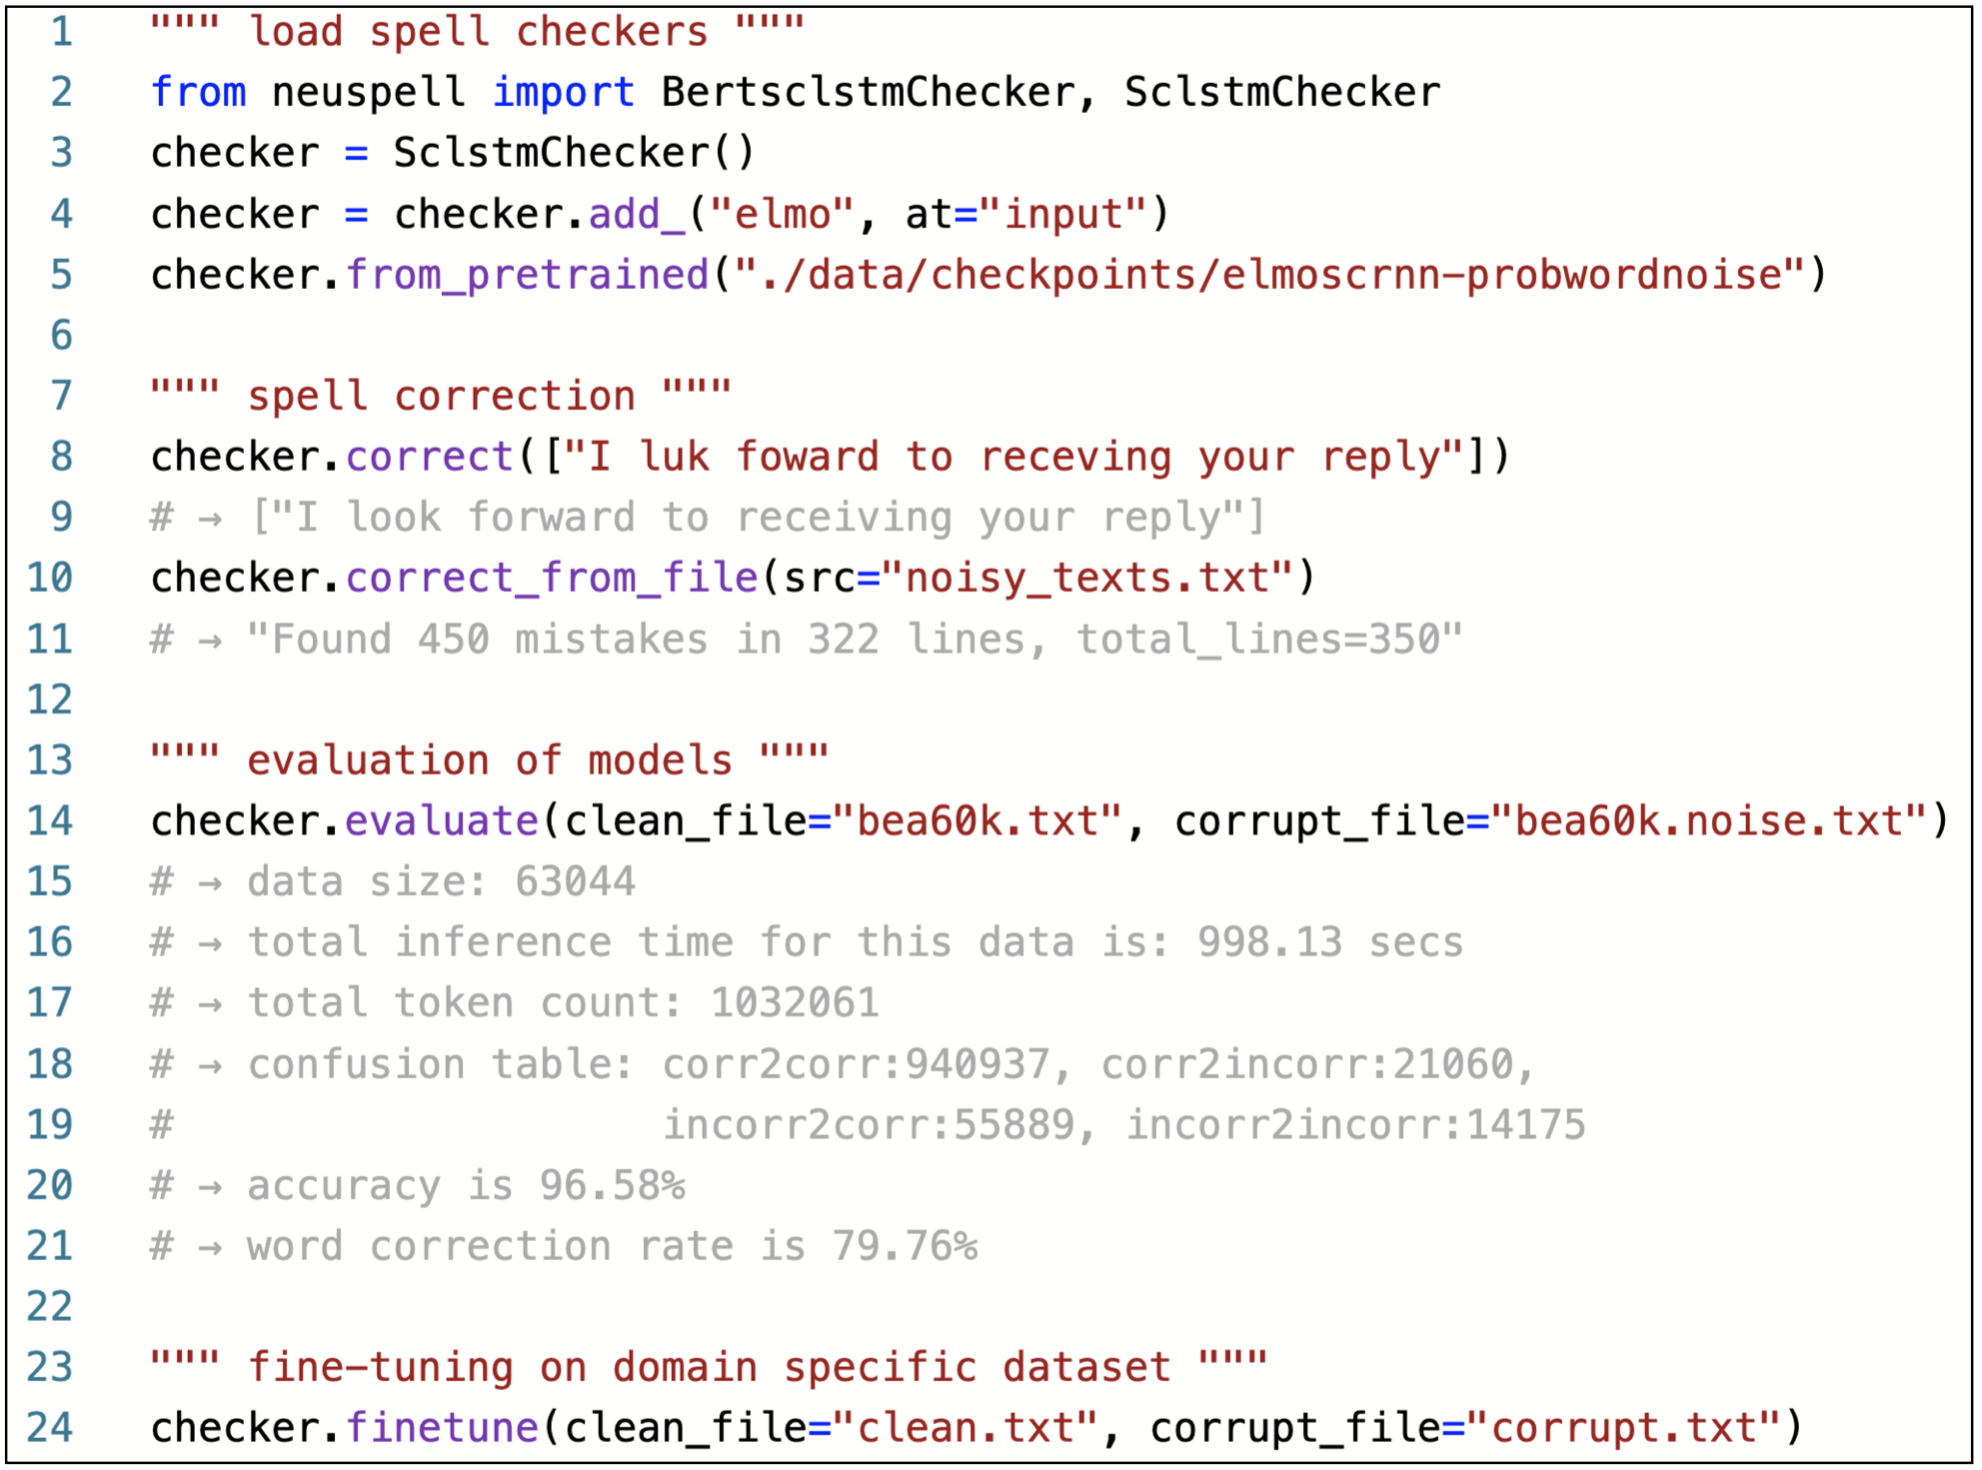 1 """ load spell checkers """
2 from neuspell import BertsclstmChecker, SclstmChecker
3 checker = SclstmChecker()
4 checker = checker.add_("elmo", at="input")
5 checker.from_pretrained("./data/checkpoints/elmoscrnn-probwordnoise")
6
7 """ spell correction """
8 checker.correct(["I luk foward to receving your reply"])
9 # → ["I look forward to receiving your reply"]
10 checker.correct_from_file(src="noisy_texts.txt")
11 # → "Found 450 mistakes in 322 lines, total_lines=350"
12
13 """ evaluation of models """
14 checker.evaluate(clean_file="bea60k.txt", corrupt_file="bea60k.noise.txt")
15 # → data size: 63044
16 # → total inference time for this data is: 998.13 secs
17 # → total token count: 1032061
18 # → confusion table: corr2corr:940937, corr2incorr:21060,
19 # incorr2corr:55889, incorr2incorr:14175
20 # → accuracy is 96.58%
21 # → word correction rate is 79.76%
22
23 """ fine-tuning on domain specific dataset """
24 checker.finetune(clean_file="clean.txt", corrupt_file="corrupt.txt")